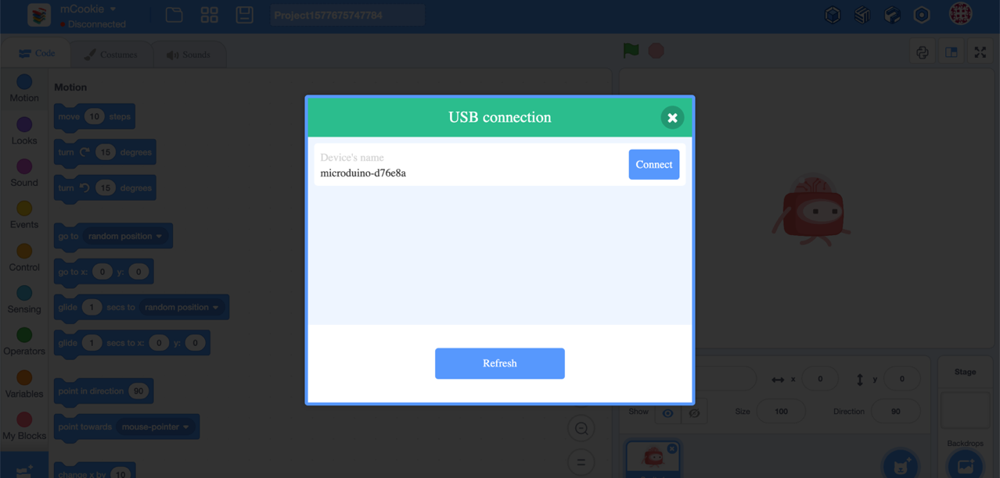 mCookie
Disconnected
Project1577675747784
Code
Costumes
Sounds
Motion
Looks
Sound
Events
Control
Sensing
Operators
Variables
My Blocks
Motion
move 10 steps
turn 15 degrees
turn 15 degrees
go to random position
go to x: 0 y: 0
glide 1 secs to random position
glide 1 secs to x: 0 y: 0
point in direction 90
point towards mouse-pointer
change x by 10
USB connection
Device's name
microduino-d76e8a
Connect
Refresh
x 0 y 0
Show Size 100 Direction 90
Stage
Backdrops